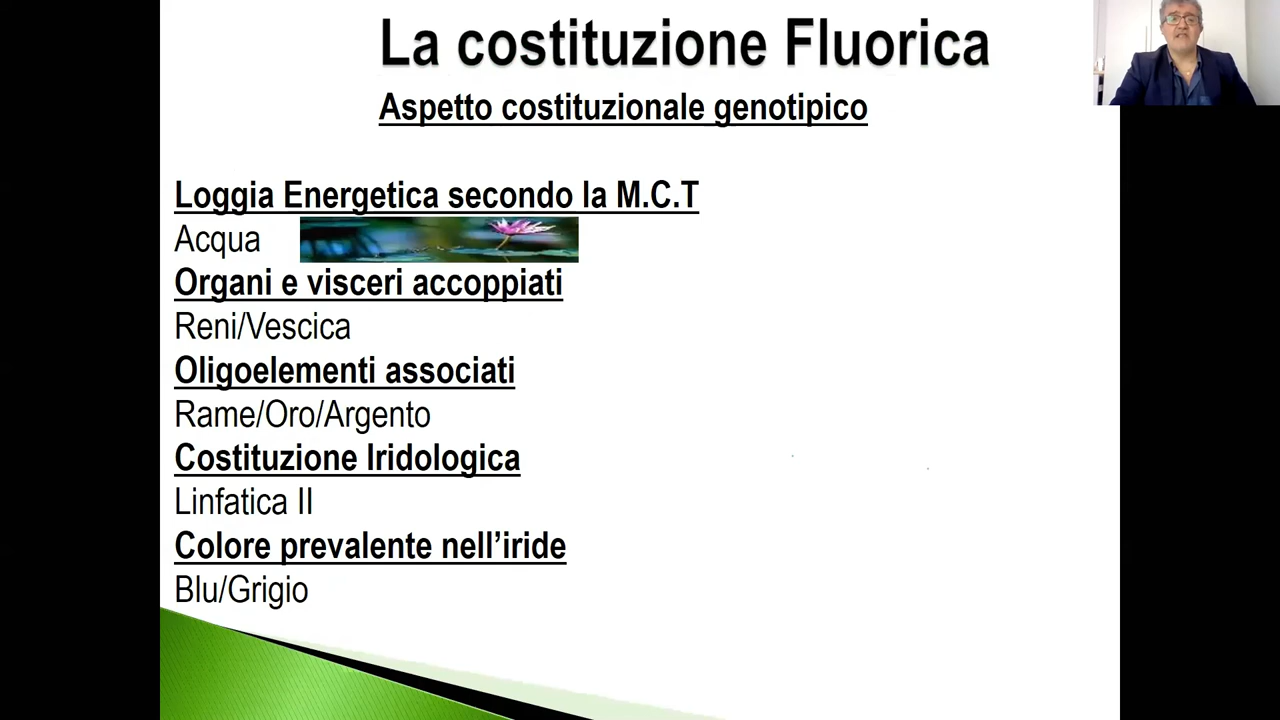 La costituzione Fluorica
Aspetto costituzionale genotipico
Loggia Energetica secondo la M.C.T
Acqua
Organi e visceri accoppiati
Reni/Vescica
Oligoelementi associati
Rame/Oro/Argento
Costituzione Iridologica
Linfatica II
Colore prevalente nell’iride
Blu/Grigio